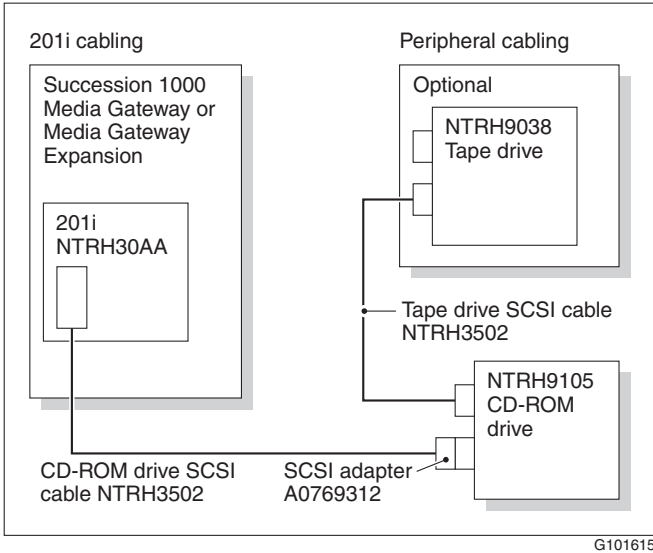 201i cabling
Succession 1000
Media Gateway or
Media Gateway
Expansion
201i
NTRH30AA
CD-ROM drive SCSI
cable NTRH3502
SCSI adapter
A0769312
Peripheral cabling
Optional
NTRH9038
Tape drive
Tape drive SCSI cable
NTRH3502
NTRH9105
CD-ROM
drive
G101615